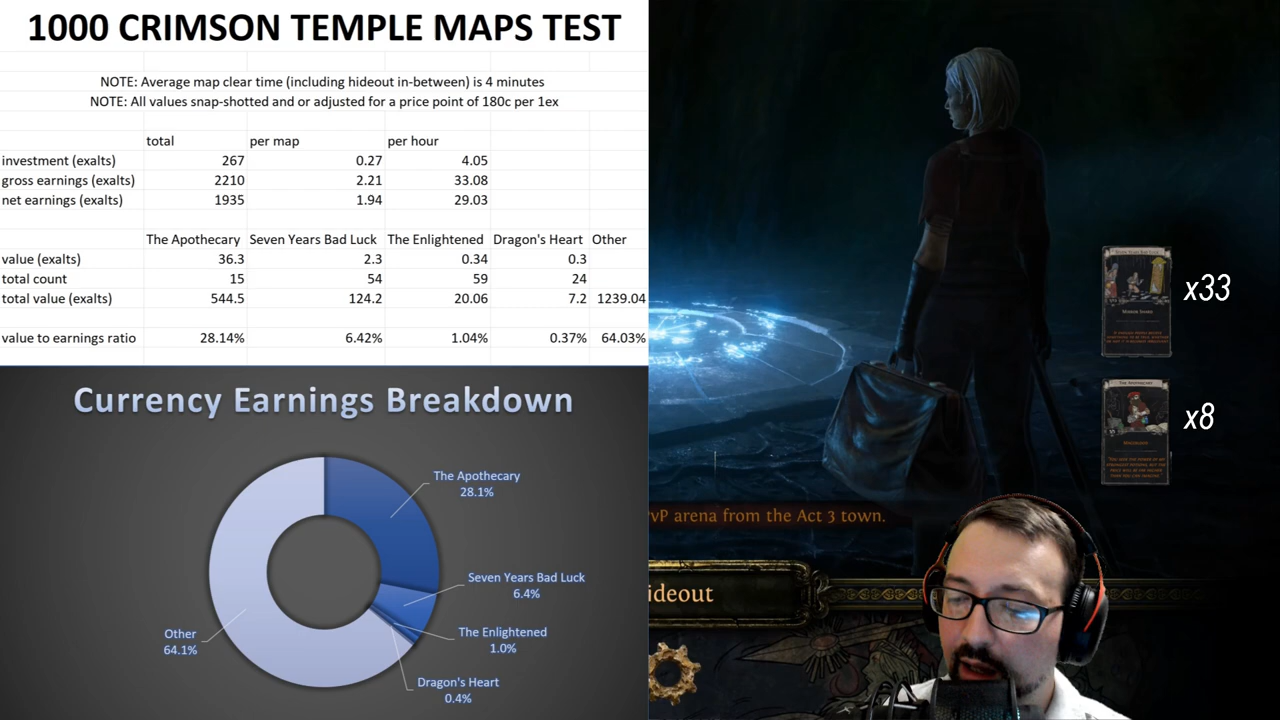 1000 CRIMSON TEMPLE MAPS TEST
NOTE: Average map clear time (including hideout in-between) is 4 minutes
NOTE: All values snap-shotted and or adjusted for a price point of 180c per 1ex
total per map per hour
investment (exalts) 267 0.27 4.05
gross earnings (exalts) 2210 2.21 33.08
net earnings (exalts) 1935 1.94 29.03
The Apothecary Seven Years Bad Luck The Enlightened Dragon's Heart Other
value (exalts) 36.3 2.3 0.34 0.3
total count 15 54 59 24
total value (exalts) 544.5 124.2 20.06 7.2 1239.04
value to earnings ratio 28.14% 6.42% 1.04% 0.37% 64.03%
Currency Earnings Breakdown
The Apothecary
28.1%
Seven Years Bad Luck
6.4%
The Enlightened
1.0%
Dragon's Heart
0.4%
Other
64.1%
x33
x8
PvP arena from the Act 3 town.
ideout